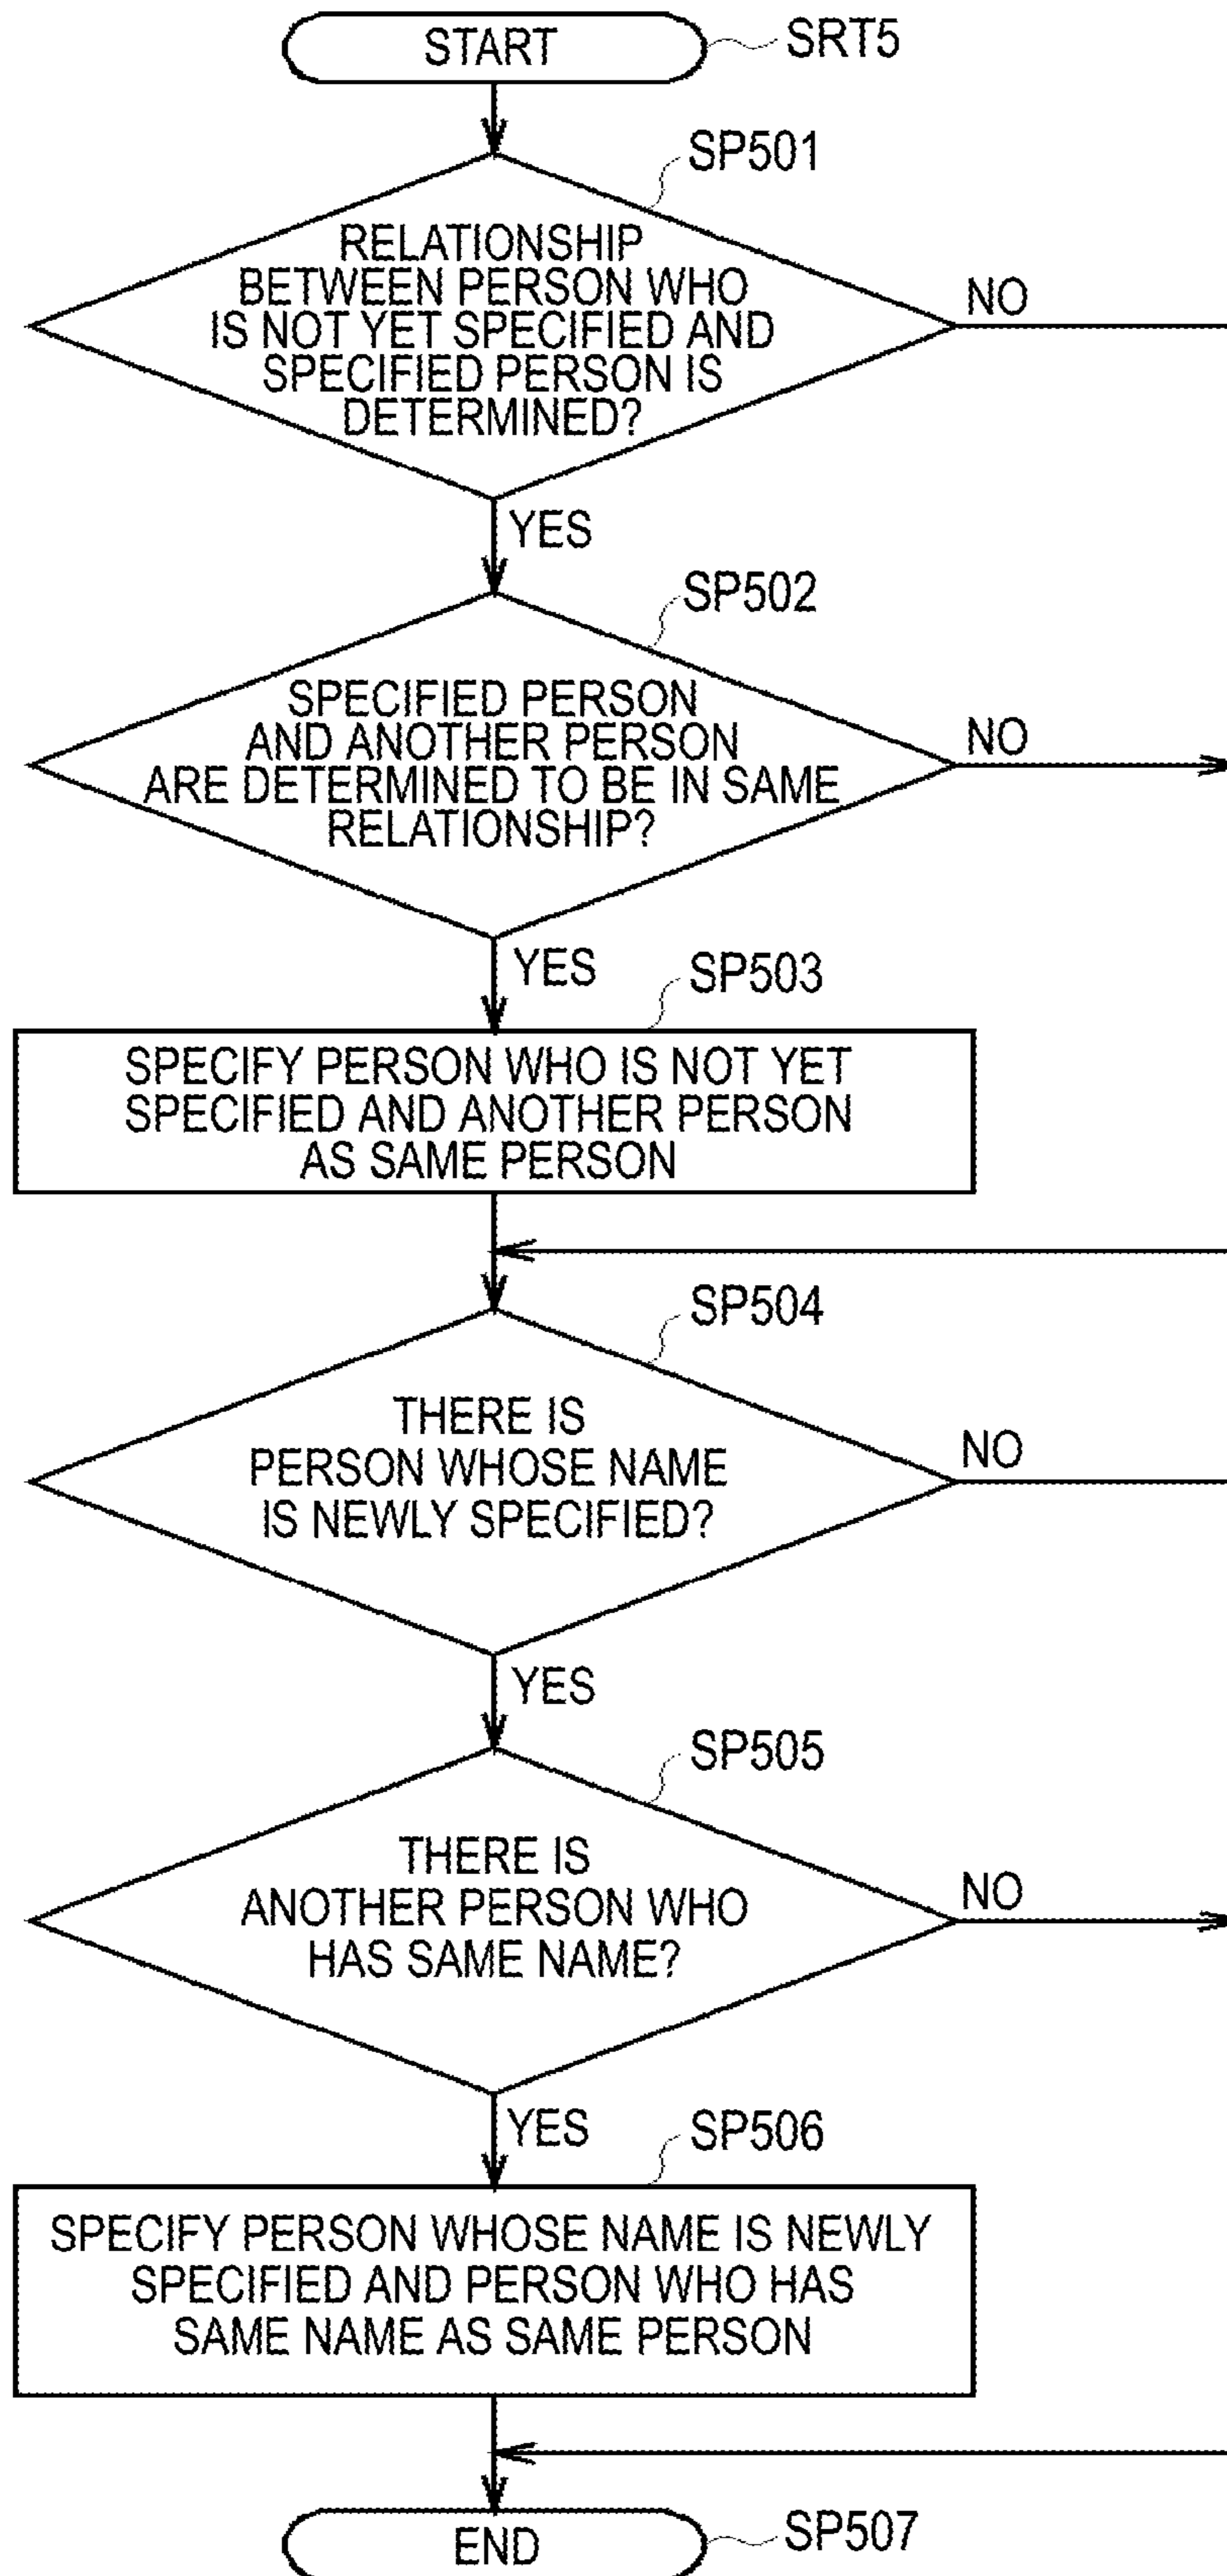 START
SRT5
SP501
RELATIONSHIP
BETWEEN PERSON WHO
IS NOT YET SPECIFIED AND
SPECIFIED PERSON IS
DETERMINED?
NO
YES
SP502
SPECIFIED PERSON
AND ANOTHER PERSON
ARE DETERMINED TO BE IN SAME
RELATIONSHIP?
NO
YES
SP503
SPECIFY PERSON WHO IS NOT YET
SPECIFIED AND ANOTHER PERSON
AS SAME PERSON
SP504
THERE IS
PERSON WHOSE NAME
IS NEWLY SPECIFIED?
NO
YES
SP505
THERE IS
ANOTHER PERSON WHO
HAS SAME NAME?
NO
YES
SP506
SPECIFY PERSON WHOSE NAME IS NEWLY
SPECIFIED AND PERSON WHO HAS
SAME NAME AS SAME PERSON
END
SP507